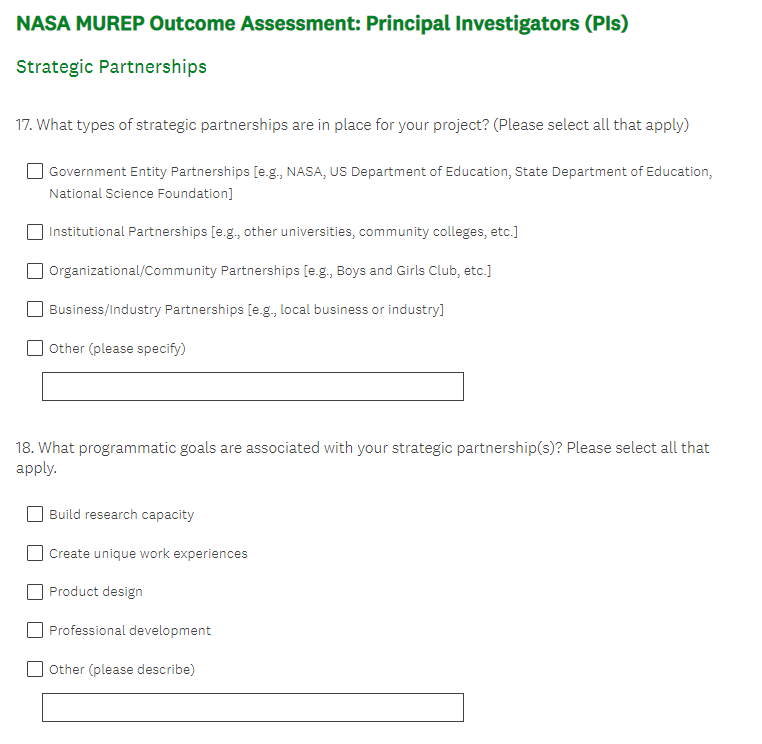 NASA MUREP Outcome Assessment: Principal Investigators (PIs)
Strategic Partnerships
17. What types of strategic partnerships are in place for your project? (Please select all that apply)
Government Entity Partnerships [e.g., NASA, US Department of Education, State Department of Education,
National Science Foundation]
Institutional Partnerships [e.g., other universities, community colleges, etc.]
Organizational/Community Partnerships [e.g., Boys and Girls Club, etc.]
Business/Industry Partnerships [e.g., local business or industry]
Other (please specify)
18. What programmatic goals are associated with your strategic partnership(s)? Please select all that
apply.
Build research capacity
Create unique work experiences
Product design
Professional development
Other (please describe)